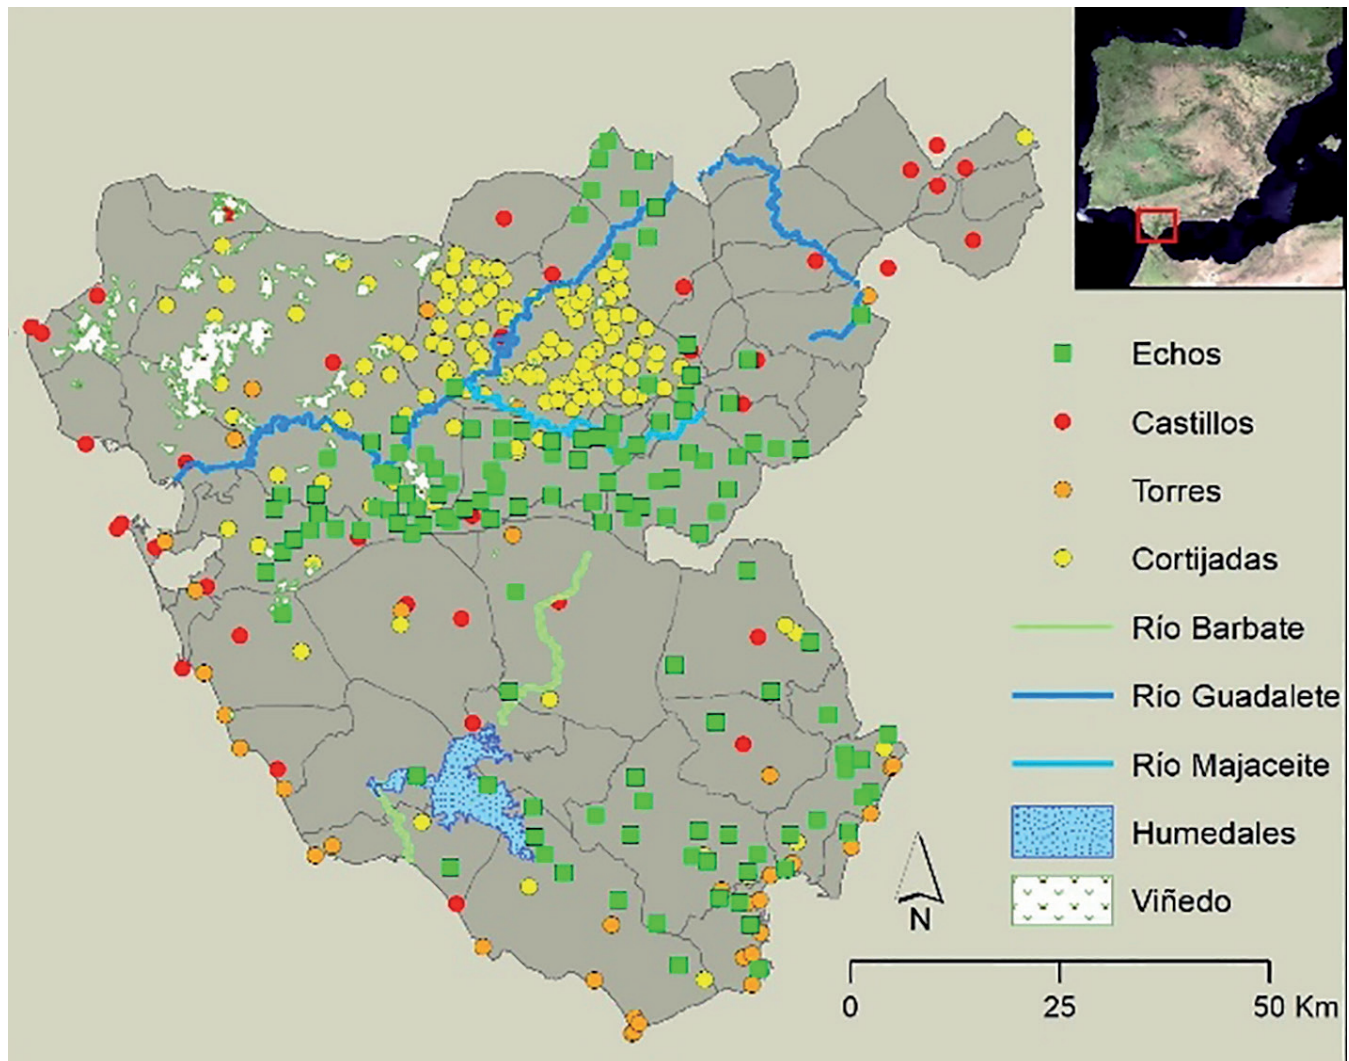 Echos
Castillos
Torres
Cortijadas
Río Barbate
Río Guadalete
Río Majaceite
Humedales
Viñedo
N
0 25 50 Km